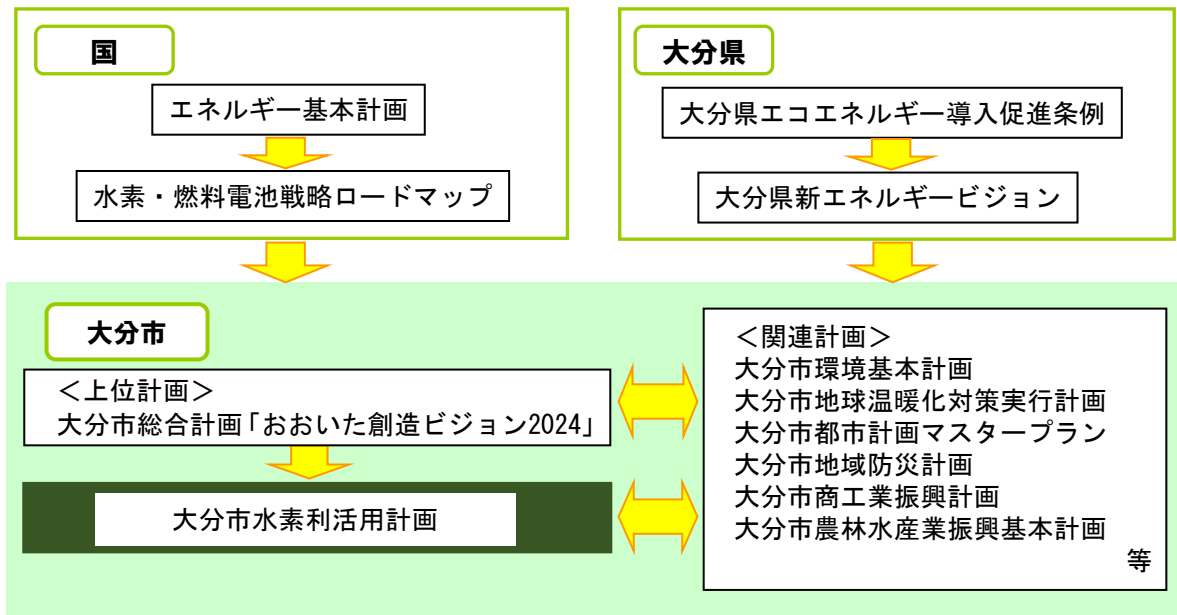 国
エネルギー基本計画
水素・燃料電池戦略ロードマップ
大分県
大分県エコエネルギー導入促進条例
大分県新エネルギービジョン
大分市
＜上位計画＞
大分市総合計画「おおいた創造ビジョン2024」
大分市水素利活用計画
＜関連計画＞
大分市環境基本計画
大分市地球温暖化対策実行計画
大分市都市計画マスタープラン
大分市地域防災計画
大分市商工業振興計画
大分市農林水産業振興基本計画
等